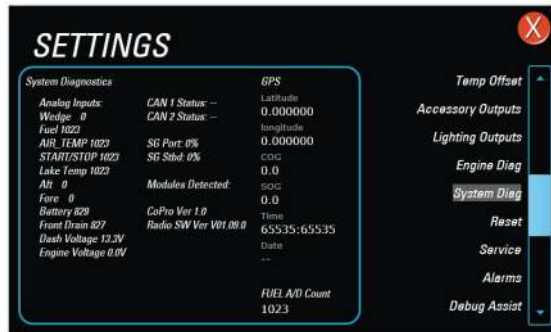 X
SETTINGS
System Diagnostics
Analog Inputs:
Wedge 0
Fuel 1023
AIR_TEMP 1023
START/STOP 1023
Lake Temp 1023
Aft 0
Fore 0
Battery 829
Front Drain 827
Dash Voltage 13.3V
Engine Voltage 0.0V
CAN 1 Status: --
CAN 2 Status: --
SG Port: 0%
SG Stbd: 0%
Modules Detected:
CoPro Ver 1.0
Radio SW Ver V01.09.0
GPS
Latitude
0.000000
longitude
0.000000
COG
0.0
SOG
0.0
Time
65535:65535
Date
--
FUEL A/D Count
1023
Temp Offset
Accessory Outputs
Lighting Outputs
Engine Diag
System Diag
Reset
Service
Alarms
Debug Assist